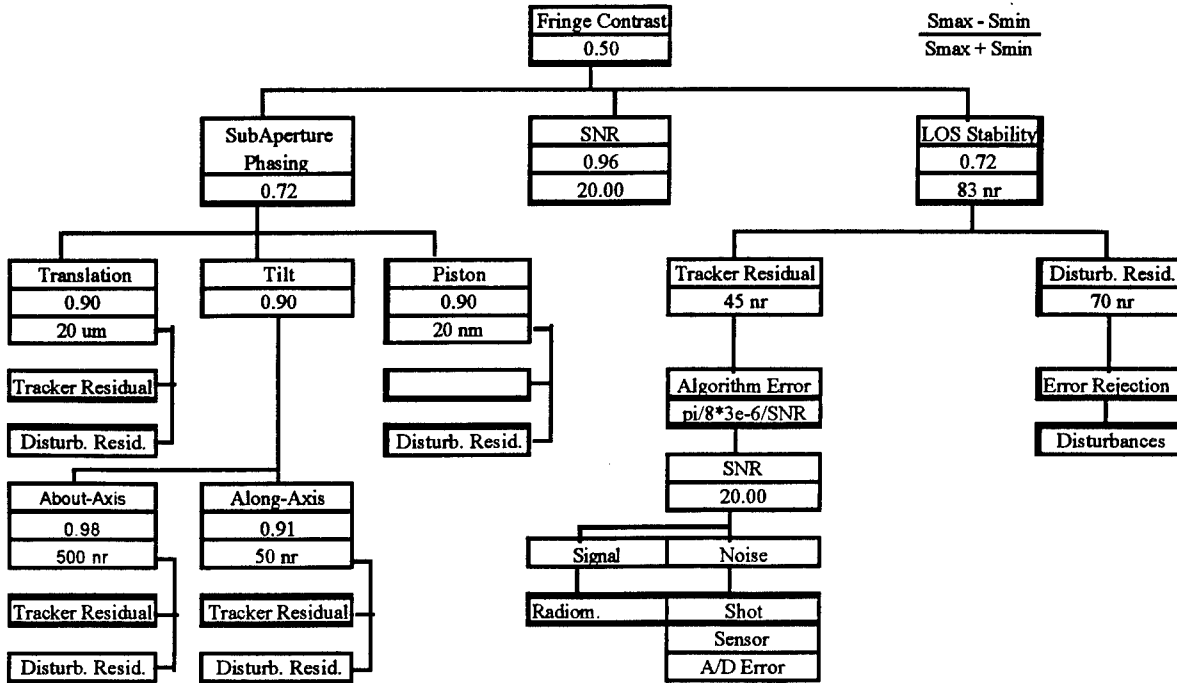 Fringe Contrast
0.50
Smax - Smin
Smax + Smin
SubAperture
Phasing
0.72
SNR
0.96
20.00
LOS Stability
0.72
83 nr
Translation
0.90
20 um
Tracker Residual
Disturb. Resid.
Tilt
0.90
Piston
0.90
20 nm
Disturb. Resid.
About-Axis
0.98
500 nr
Tracker Residual
Disturb. Resid.
Along-Axis
0.91
50 nr
Tracker Residual
Disturb. Resid.
Tracker Residual
45 nr
Algorithm Error
pi/8*3e-6/SNR
SNR
20.00
Signal
Noise
Radiom.
Shot
Sensor
A/D Error
Disturb. Resid.
70 nr
Error Rejection
Disturbances